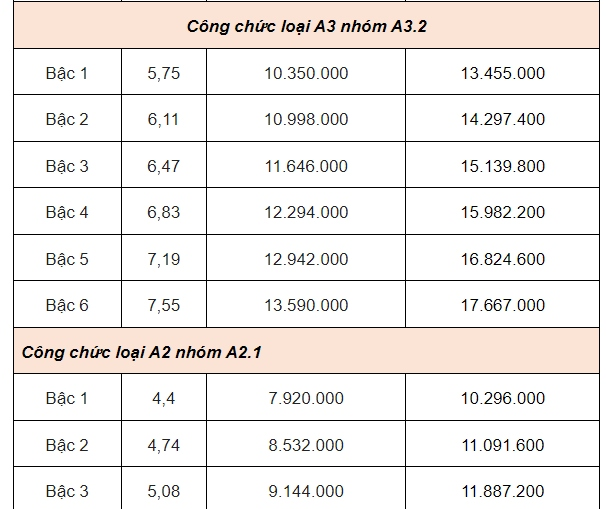 Công chức loại A3 nhóm A3.2
Bậc 1 5,75 10.350.000 13.455.000
Bậc 2 6,11 10.998.000 14.297.400
Bậc 3 6,47 11.646.000 15.139.800
Bậc 4 6,83 12.294.000 15.982.200
Bậc 5 7,19 12.942.000 16.824.600
Bậc 6 7,55 13.590.000 17.667.000
Công chức loại A2 nhóm A2.1
Bậc 1 4,4 7.920.000 10.296.000
Bậc 2 4,74 8.532.000 11.091.600
Bậc 3 5,08 9.144.000 11.887.200